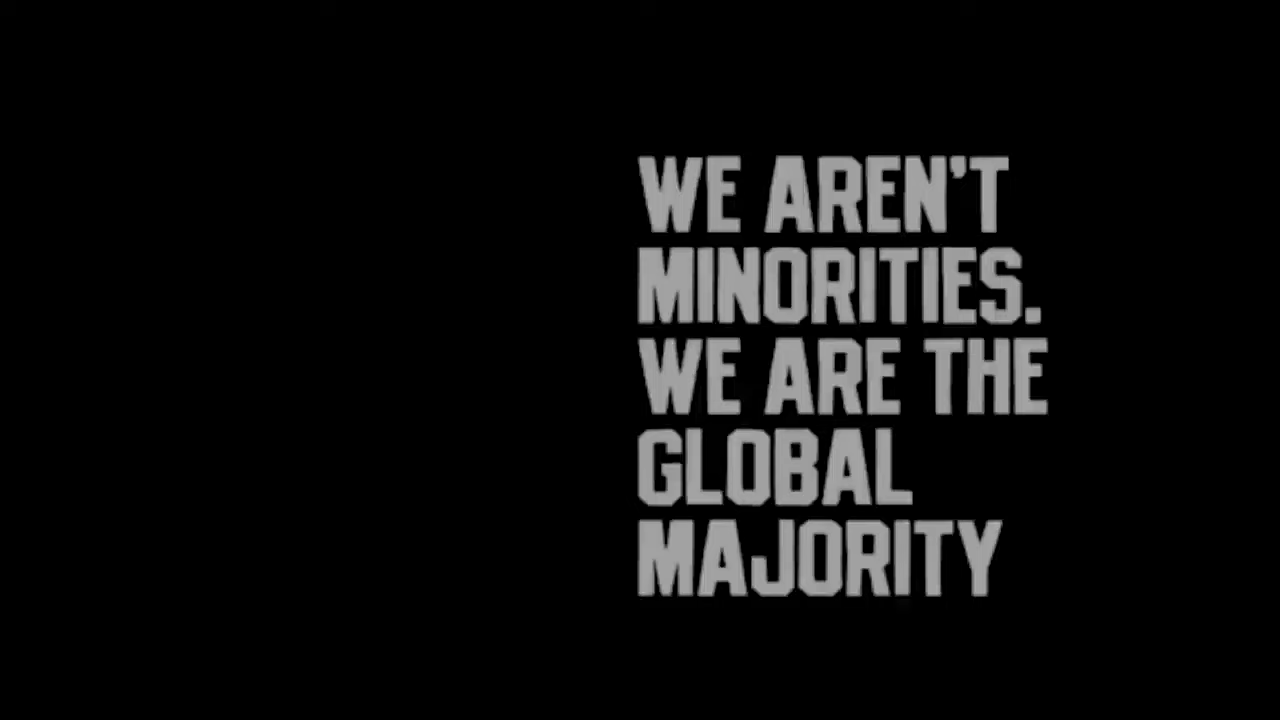 WE AREN'T
MINORITIES.
WE ARE THE
GLOBAL
MAJORITY